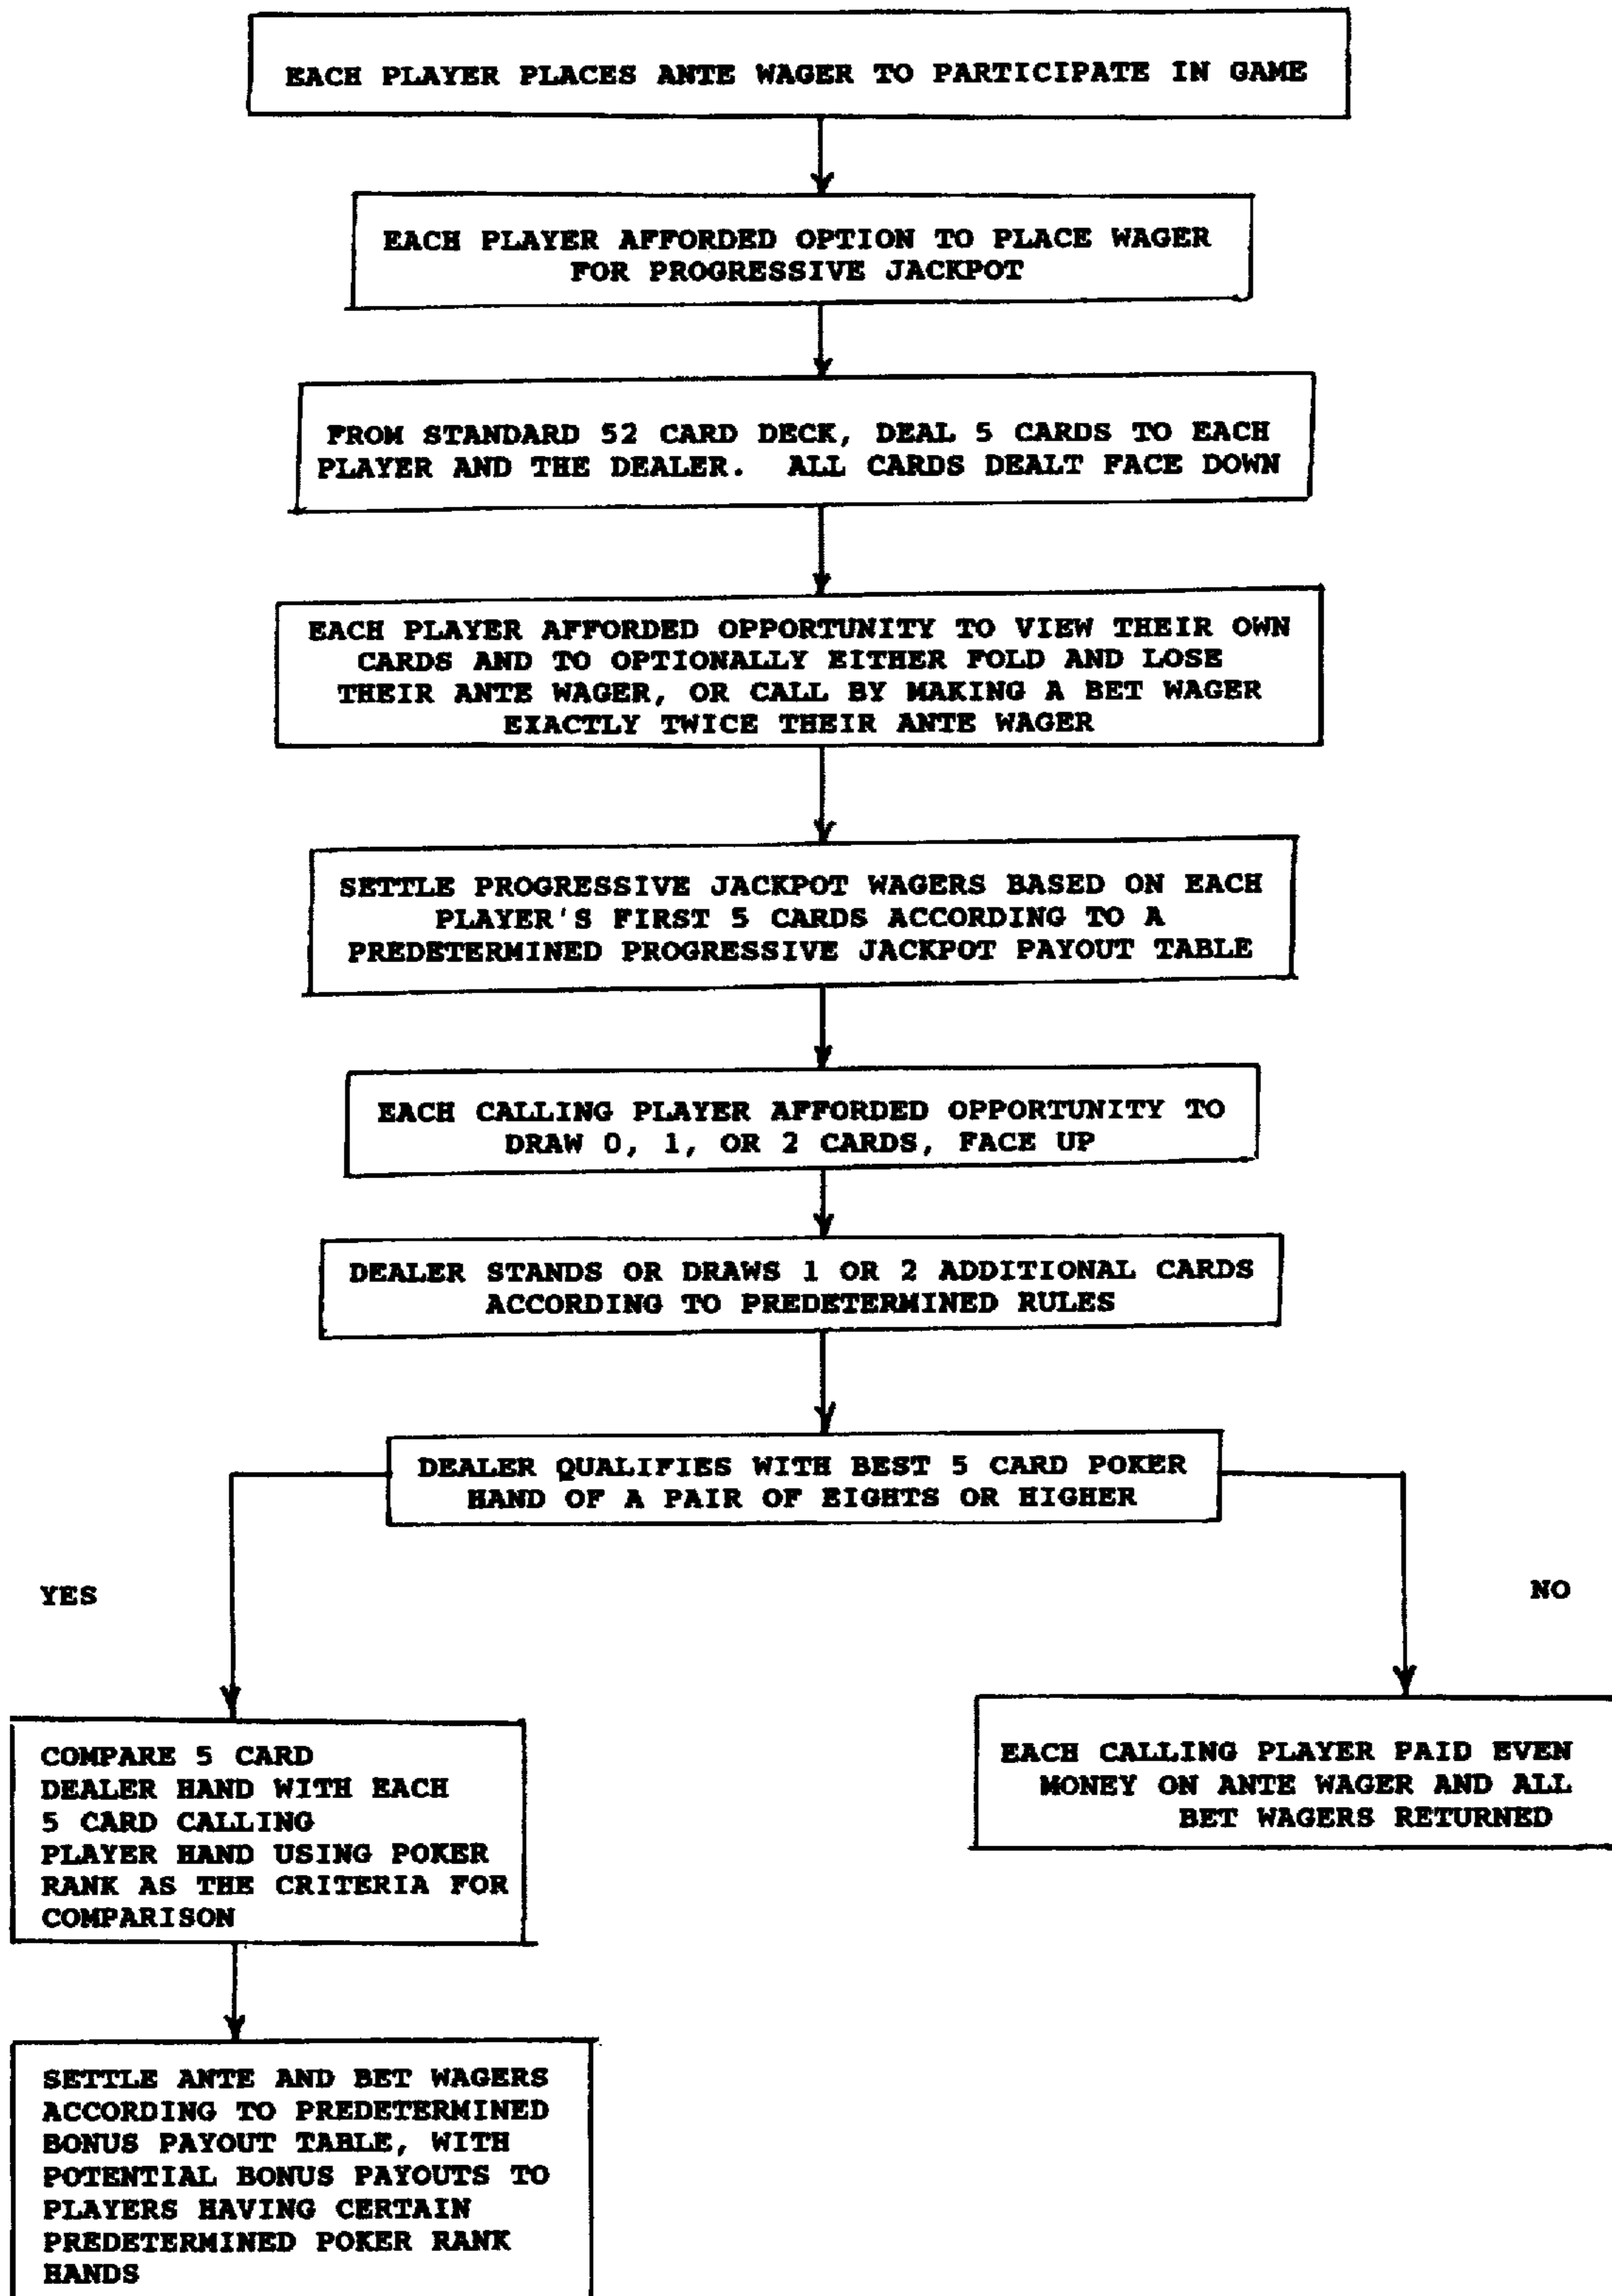 EACH PLAYER PLACES ANTE WAGER TO PARTICIPATE IN GAME
EACH PLAYER AFFORDED OPTION TO PLACE WAGER
FOR PROGRESSIVE JACKPOT
FROM STANDARD 52 CARD DECK, DEAL 5 CARDS TO EACH
PLAYER AND THE DEALER. ALL CARDS DEALT FACE DOWN
EACH PLAYER AFFORDED OPPORTUNITY TO VIEW THEIR OWN
CARDS AND TO OPTIONALLY EITHER FOLD AND LOSE
THEIR ANTE WAGER, OR CALL BY MAKING A BET WAGER
EXACTLY TWICE THEIR ANTE WAGER
SETTLE PROGRESSIVE JACKPOT WAGERS BASED ON EACH
PLAYER'S FIRST 5 CARDS ACCORDING TO A
PREDETERMINED PROGRESSIVE JACKPOT PAYOUT TABLE
EACH CALLING PLAYER AFFORDED OPPORTUNITY TO
DRAW 0, 1, OR 2 CARDS, FACE UP
DEALER STANDS OR DRAWS 1 OR 2 ADDITIONAL CARDS
ACCORDING TO PREDETERMINED RULES
DEALER QUALIFIES WITH BEST 5 CARD POKER
HAND OF A PAIR OF EIGHTS OR HIGHER
YES
NO
COMPARE 5 CARD
DEALER HAND WITH EACH
5 CARD CALLING
PLAYER HAND USING POKER
RANK AS THE CRITERIA FOR
COMPARISON
EACH CALLING PLAYER PAID EVEN
MONEY ON ANTE WAGER AND ALL
BET WAGERS RETURNED
SETTLE ANTE AND BET WAGERS
ACCORDING TO PREDETERMINED
BONUS PAYOUT TABLE, WITH
POTENTIAL BONUS PAYOUTS TO
PLAYERS HAVING CERTAIN
PREDETERMINED POKER RANK
HANDS